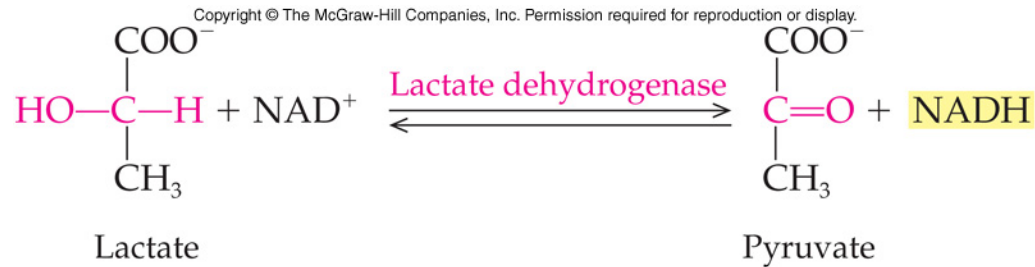 Copyright © The McGraw-Hill Companies, Inc. Permission required for reproduction or display.
COO⁻ COO⁻
Lactate dehydrogenase
HO—C—H + NAD⁺ C=O + NADH
CH₃ CH₃
Lactate Pyruvate